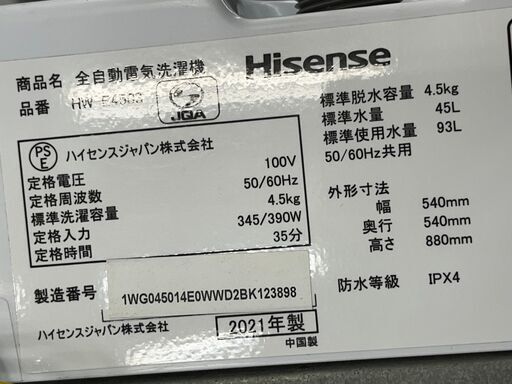 商品名 全自動電気洗濯機 Hisense
品番 HW-E4503
JQA
標準脱水容量 4.5kg
標準水量 45L
標準使用水量 93L
50/60Hz共用
PS
E
ハイセンスジャパン株式会社
定格電圧 100V
定格周波数 50/60Hz
標準洗濯容量 4.5kg
定格入力 345/390W
定格時間 35分
外形寸法
幅 540mm
奥行 540mm
高さ 880mm
製造番号 1WG045014E0WWD2BK123898
防水等級 IPX4
ハイセンスジャパン株式会社 2021年製
中国製